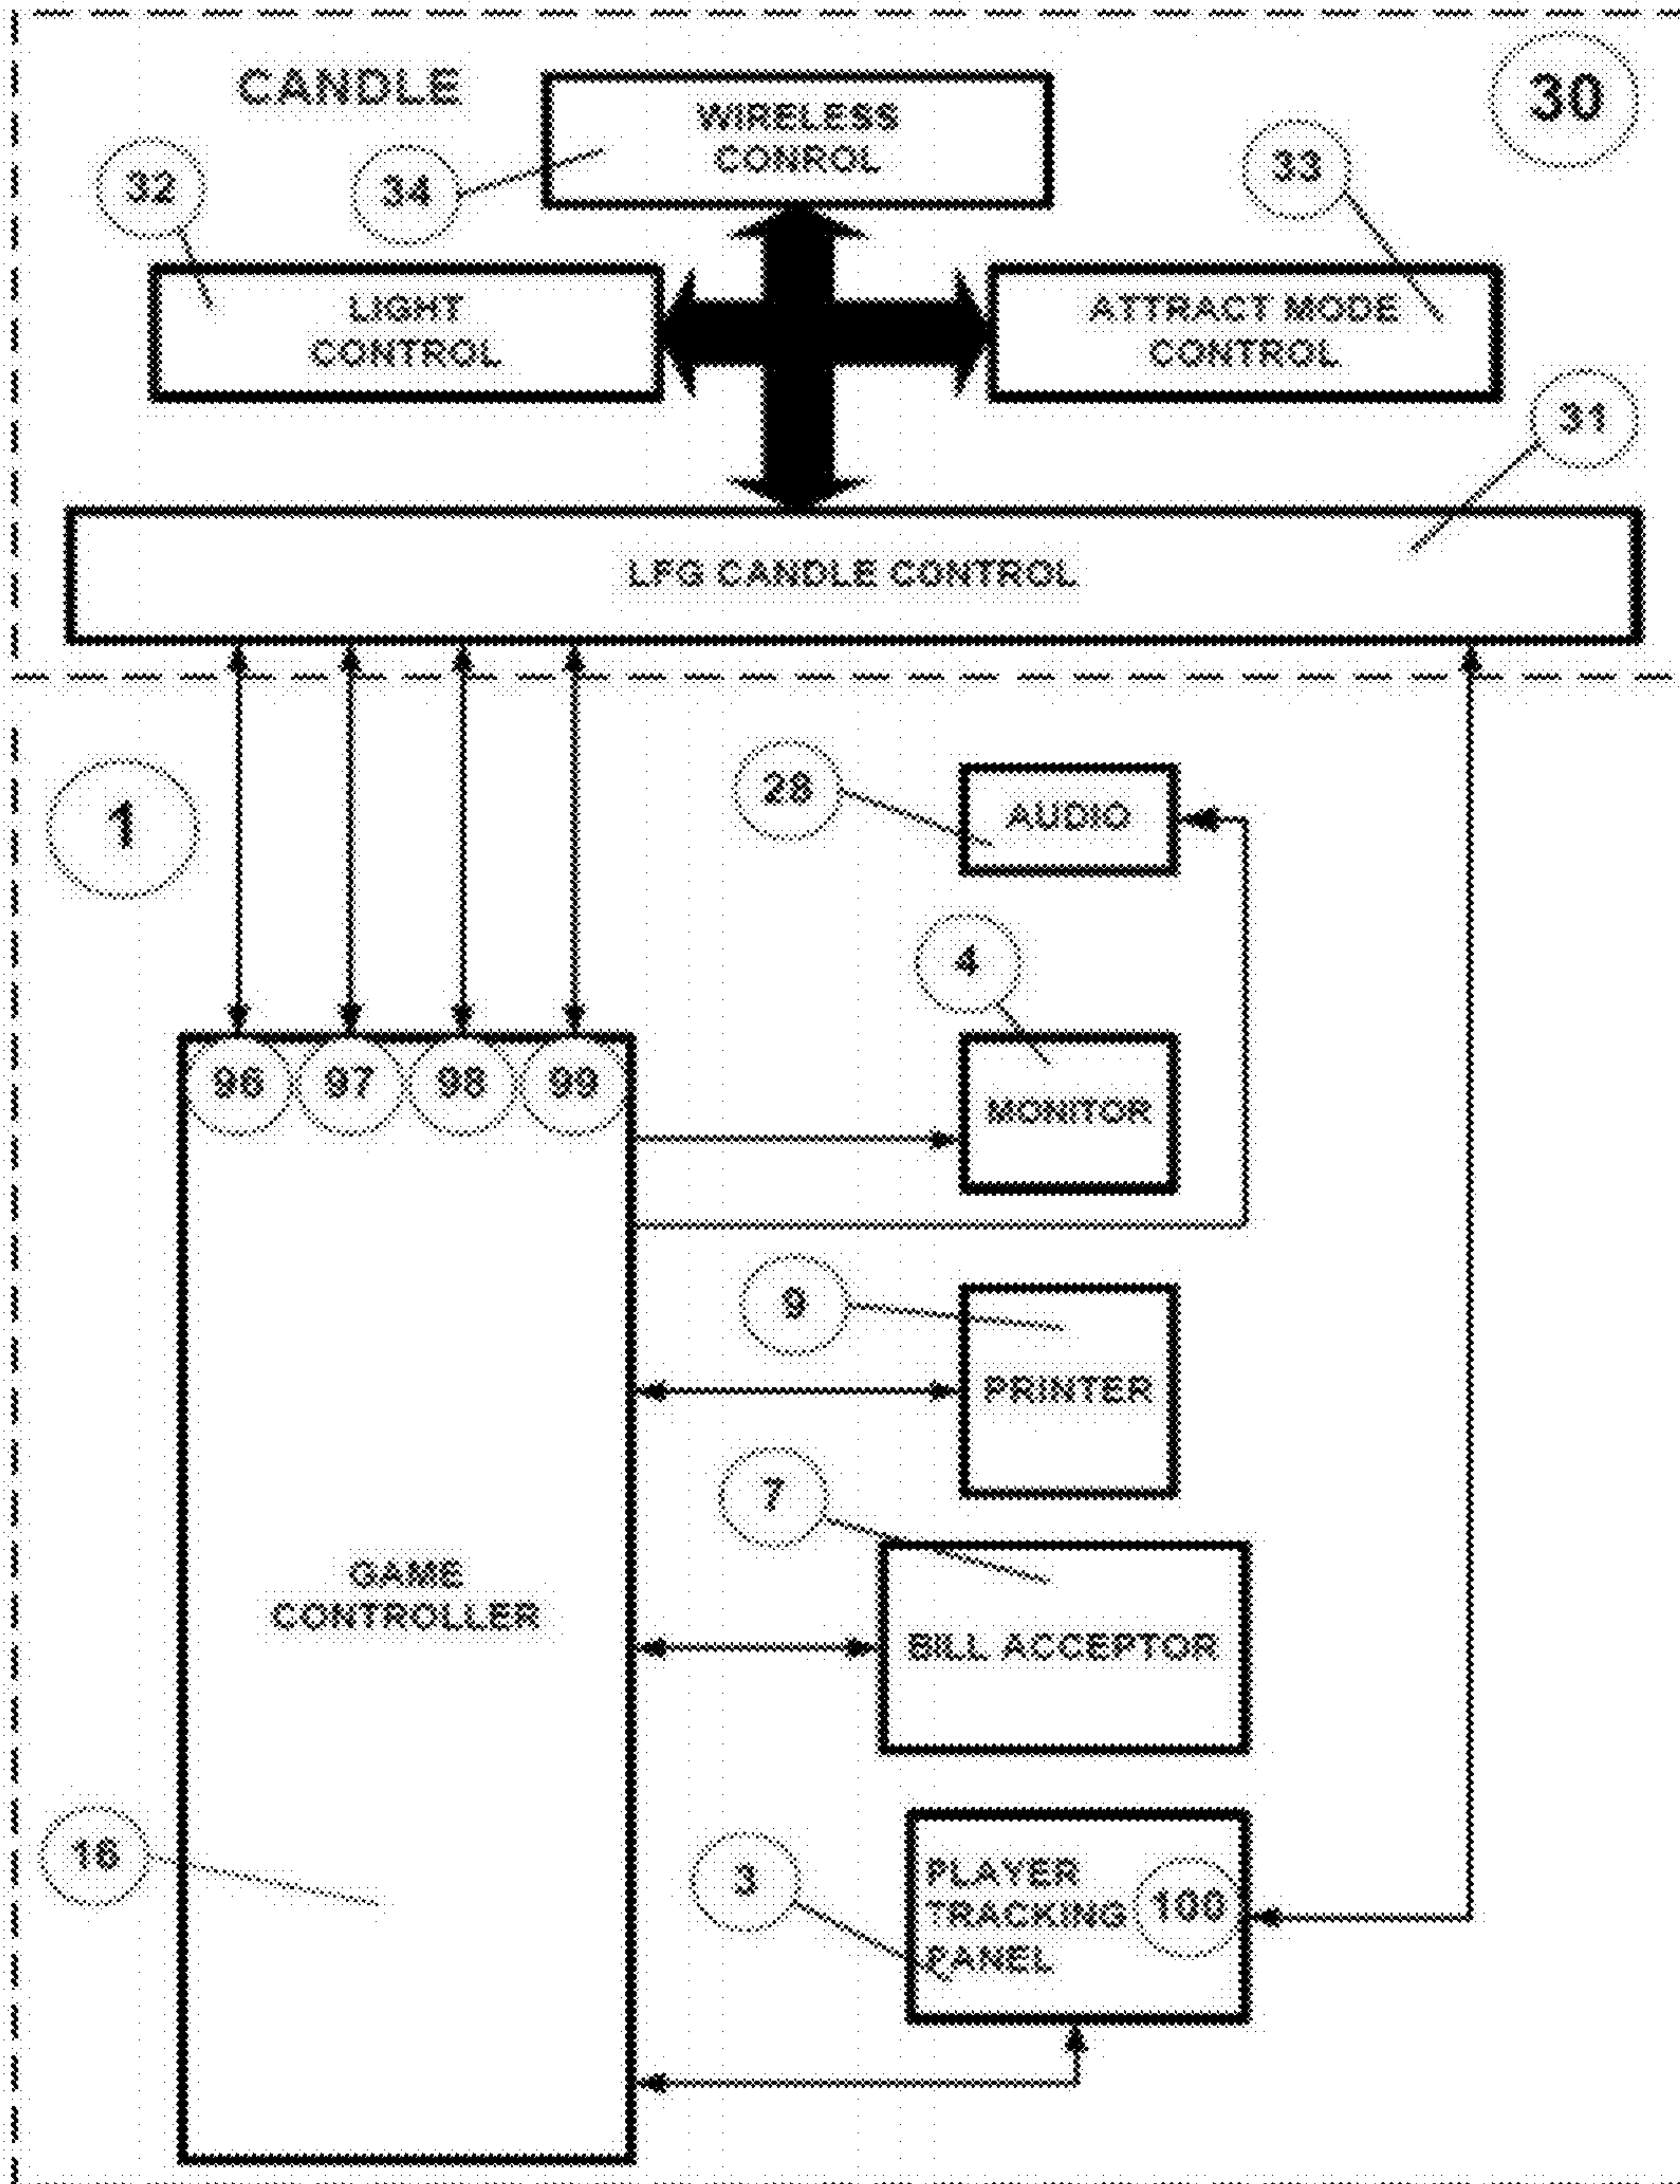 CANDLE
30
WIRELESS
CONROL
32
34
33
LIGHT
CONTROL
ATTRACT MODE
CONTROL
31
LFG CANDLE CONTROL
1
28
AUDIO
4
96 97 98 99
MONITOR
9
PRINTER
7
GAME
CONTROLLER
BILL ACCEPTOR
16
3
PLAYER
TRACKING
PANEL
100